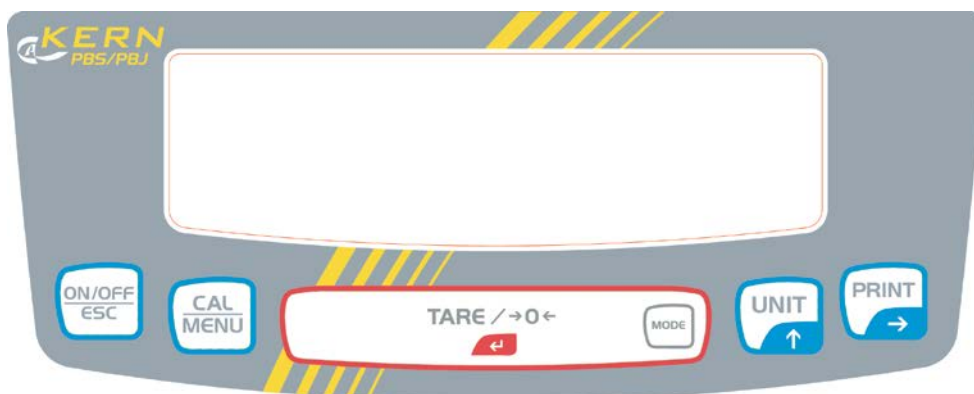 KERN
PBS/PBJ
ON/OFF
ESC
CAL
MENU
TARE /→0←
MODE
UNIT
PRINT